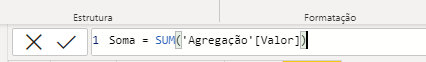 Estrutura Formatação
1 Soma = SUM('Agregação'[Valor])